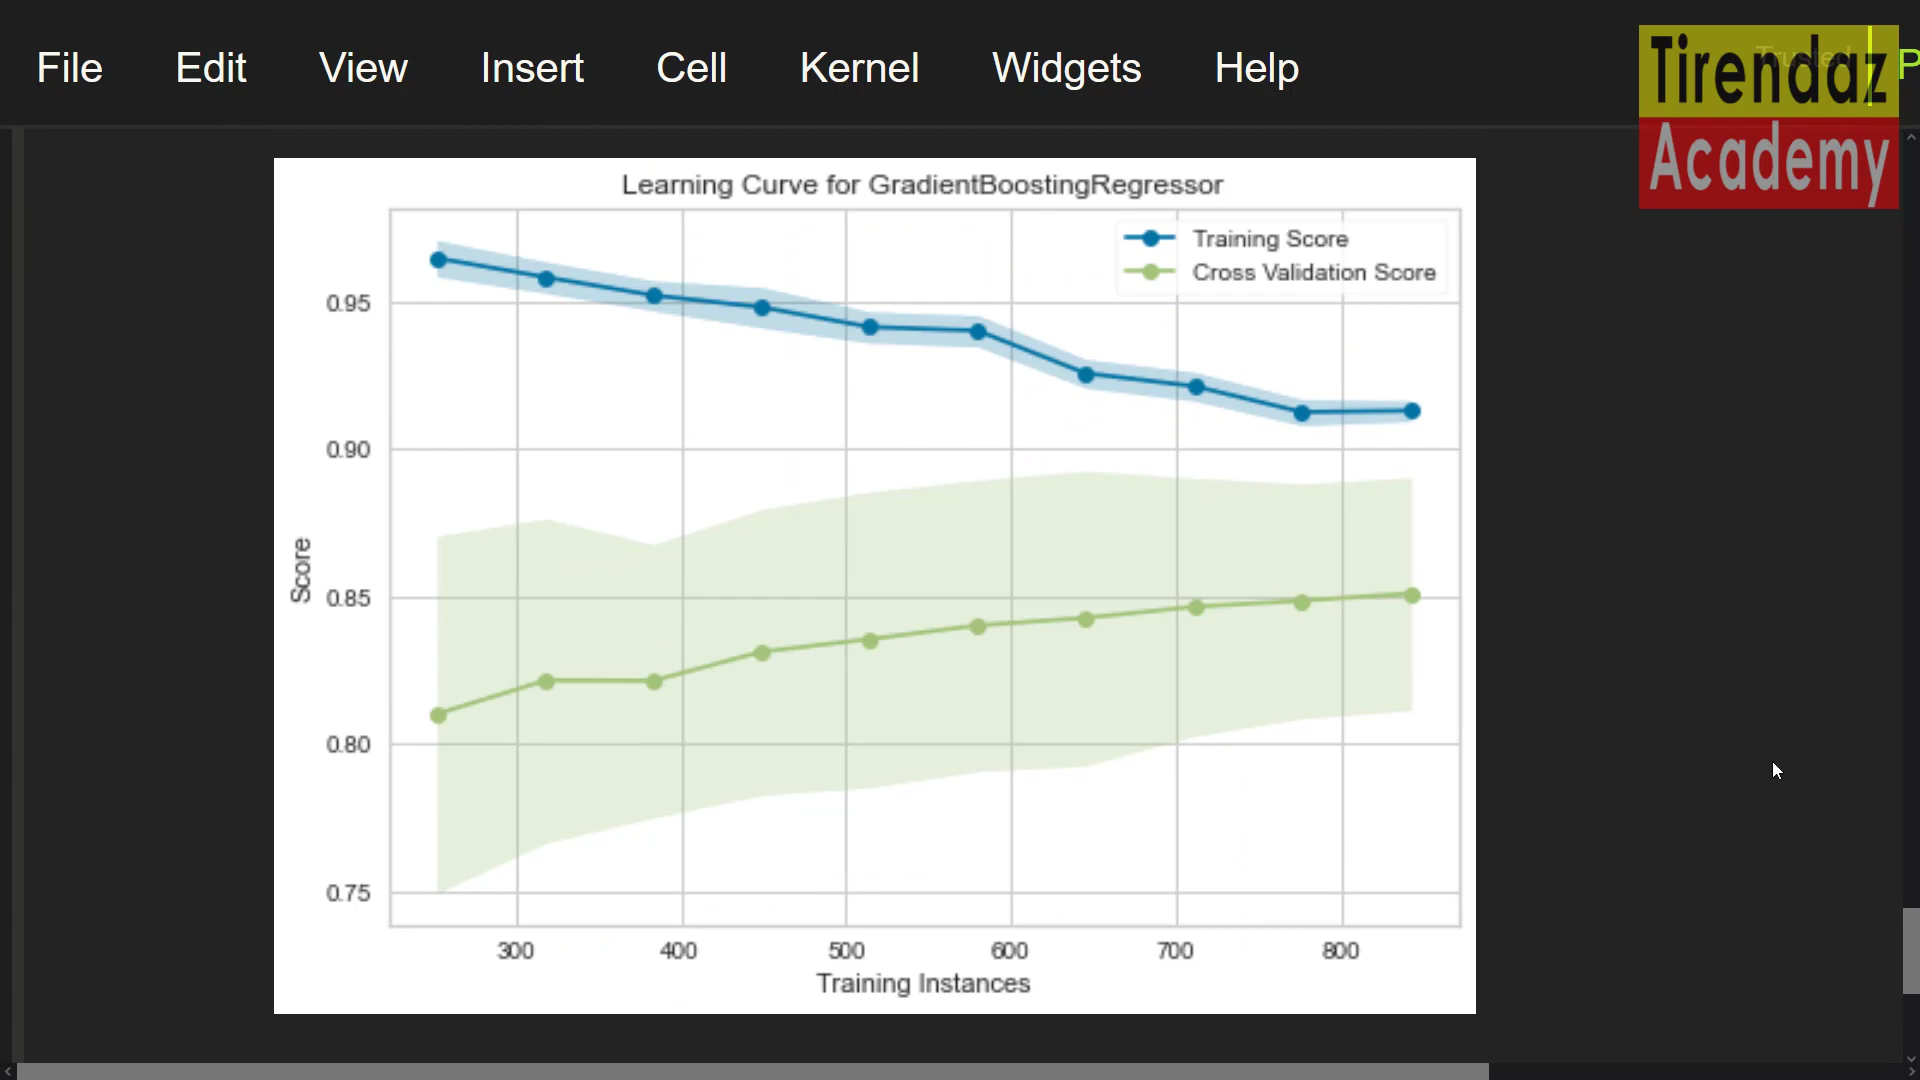 File Edit View Insert Cell Kernel Widgets Help
Trusted
P
Tirendaz
Academy
Learning Curve for GradientBoostingRegressor
Training Score
Cross Validation Score
0.95
0.90
0.85
0.80
0.75
Score
300 400 500 600 700 800
Training Instances